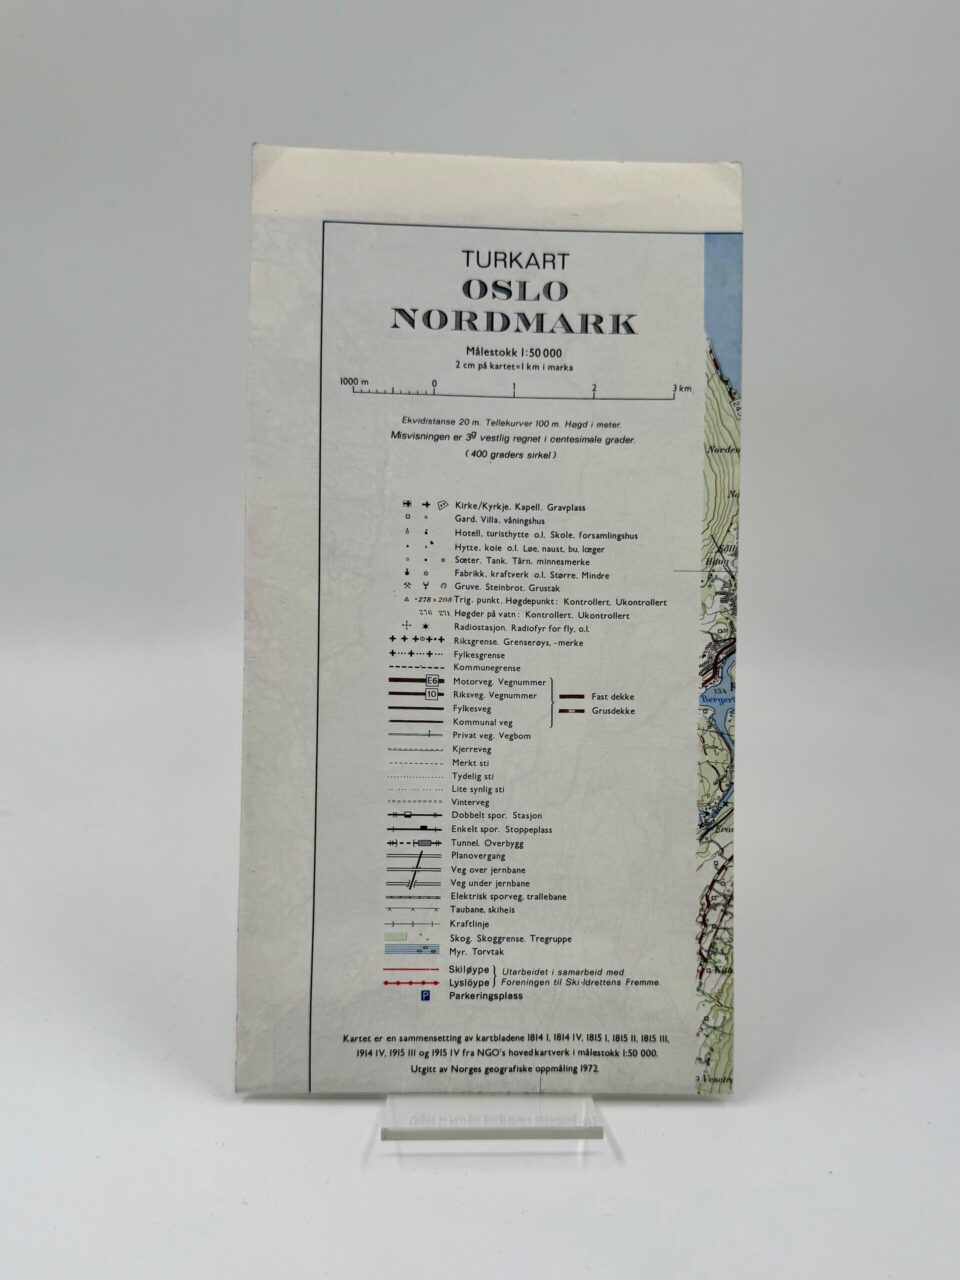 TURKART
OSLO
NORDMARK
Målestokk 1:50 000
2 cm på kartet=1 km i marka
1000 m 0 1 2 3 km
Ekvidistanse 20 m. Tellekurver 100 m. Høgd i meter.
Misvisningen er 3g vestlig regnet i centesimale grader.
(400 graders sirkel)
Kirke/Kyrkje. Kapell. Gravplass
Gard. Villa, våningshus
Hotell, turisthytte o.l. Skole, forsamlingshus
Hytte, koie o.l. Løe, naust, bu, læger
Sæter. Tank. Tårn, minnesmerke
Fabrikk, kraftverk o.l. Større. Mindre
Gruve. Steinbrot. Grustak
278 208 Trig. punkt. Høgdepunkt: Kontrollert. Ukontrollert
276 271 Høgder på vatn: Kontrollert. Ukontrollert
Radiostasjon. Radiofyr for fly, o.l.
Riksgrense. Grenserøys, -merke
Fylkesgrense
Kommunegrense
E6 Motorveg. Vegnummer
10 Riksveg. Vegnummer
Fast dekke
Fylkesveg
Grusdekke
Kommunal veg
Privat veg. Vegbom
Kjerreveg
Merkt sti
Tydelig sti
Lite synlig sti
Vinterveg
Dobbelt spor. Stasjon
Enkelt spor. Stoppeplass
Tunnel. Overbygg
Planovergang
Veg over jernbane
Veg under jernbane
Elektrisk sporveg, trallebane
Taubane, skiheis
Kraftlinje
Skog. Skoggrense. Tregruppe
Myr. Torvtak
Skiløype
Lysløype
Utarbeidet i samarbeid med
Foreningen til Ski-Idrettens Fremme.
P Parkeringsplass
Kartet er en sammensetting av kartbladene 1814 I, 1814 IV, 1815 I, 1815 II, 1815 III,
1914 IV, 1915 III og 1915 IV fra NGO's hovedkartverk i målestokk 1:50 000.
Utgitt av Norges geografiske oppmåling 1972.
Norden
134